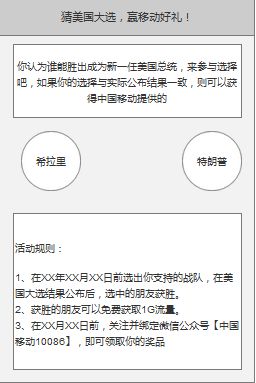 猜美国大选，赢移动好礼！
你认为谁能胜出成为新一任美国总统，来参与选择
吧，如果你的选择与实际公布结果一致，则可以获
得中国移动提供的
希拉里
特朗普
活动规则：
1、在XX年XX月XX日前选出你支持的战队，在美
国大选结果公布后，选中的朋友获胜。
2、获胜的朋友可以免费获取1G流量。
3、在XX月XX日前，关注并绑定微信公众号【中国
移动10086】，即可领取你的奖品